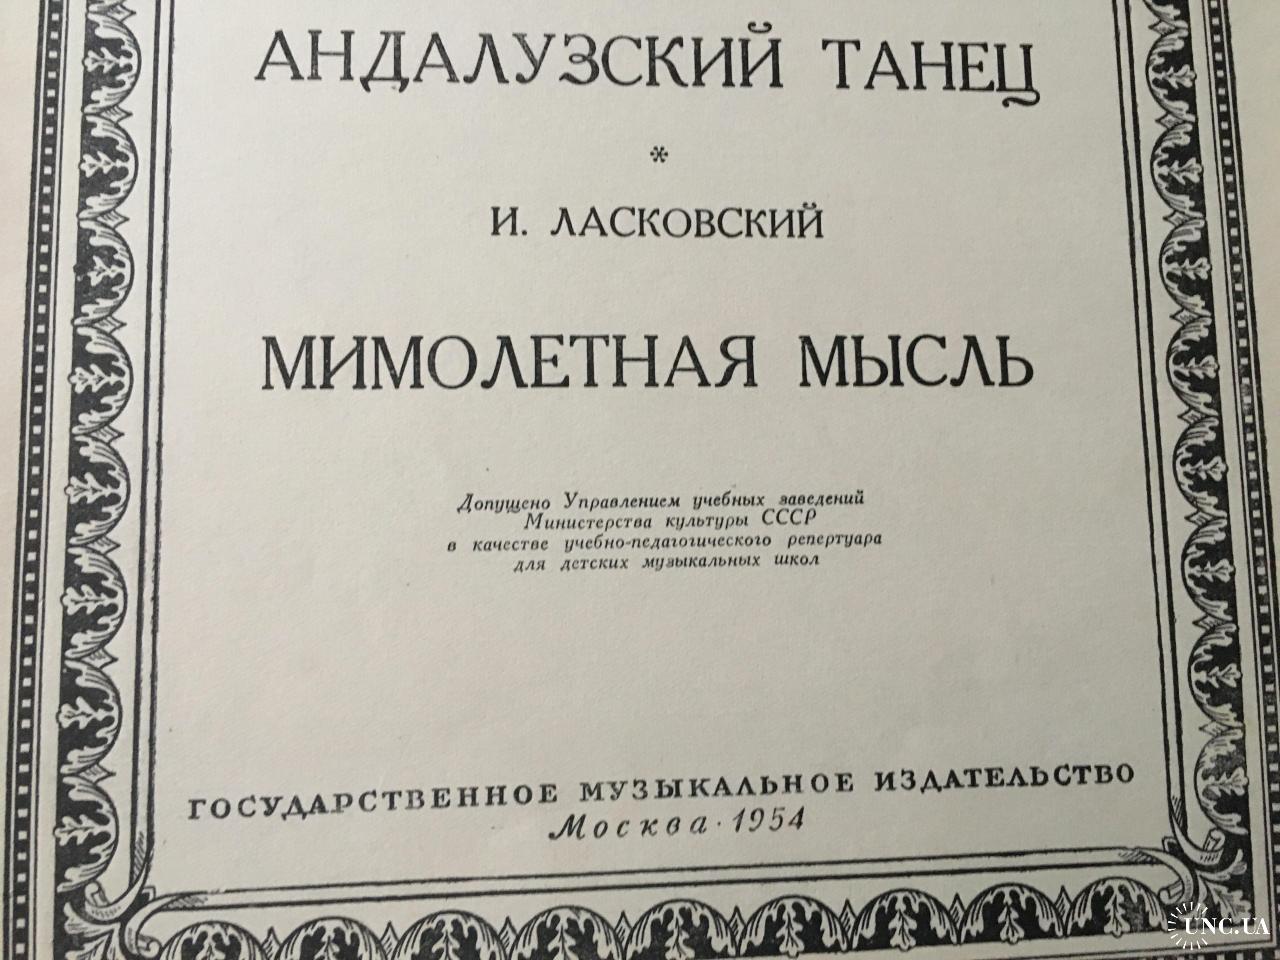 АНДАЛУЗСКИЙ ТАНЕЦ
*
И. ЛАСКОВСКИЙ
МИМОЛЕТНАЯ МЫСЛЬ
Допущено Управлением учебных заведений
Министерства культуры СССР
в качестве учебно-педагогического репертуара
для детских музыкальных школ
ГОСУДАРСТВЕННОЕ МУЗЫКАЛЬНОЕ ИЗДАТЕЛЬСТВО
Москва · 1954
UNC.UA